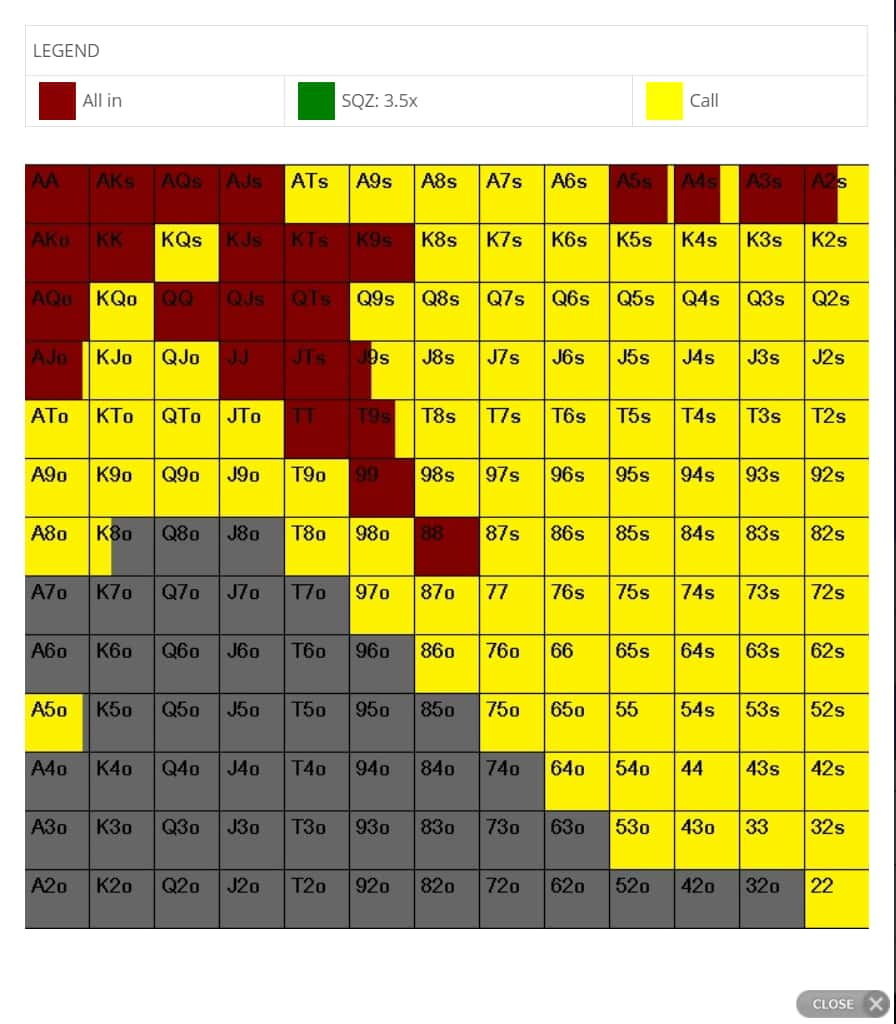 LEGEND
All in SQZ: 3.5x Call
AA AKs AQs AJs ATs A9s A8s A7s A6s A5s A4s A3s A2s
AKo KK KQs KJs KTs K9s K8s K7s K6s K5s K4s K3s K2s
AQo KQo QQ QJs QTs Q9s Q8s Q7s Q6s Q5s Q4s Q3s Q2s
AJo KJo QJo JJ JTs J9s J8s J7s J6s J5s J4s J3s J2s
ATo KTo QTo JTo TT T9s T8s T7s T6s T5s T4s T3s T2s
A9o K9o Q9o J9o T9o 99 98s 97s 96s 95s 94s 93s 92s
A8o K8o Q8o J8o T8o 98o 88 87s 86s 85s 84s 83s 82s
A7o K7o Q7o J7o T7o 97o 87o 77 76s 75s 74s 73s 72s
A6o K6o Q6o J6o T6o 96o 86o 76o 66 65s 64s 63s 62s
A5o K5o Q5o J5o T5o 95o 85o 75o 65o 55 54s 53s 52s
A4o K4o Q4o J4o T4o 94o 84o 74o 64o 54o 44 43s 42s
A3o K3o Q3o J3o T3o 93o 83o 73o 63o 53o 43o 33 32s
A2o K2o Q2o J2o T2o 92o 82o 72o 62o 52o 42o 32o 22
CLOSE